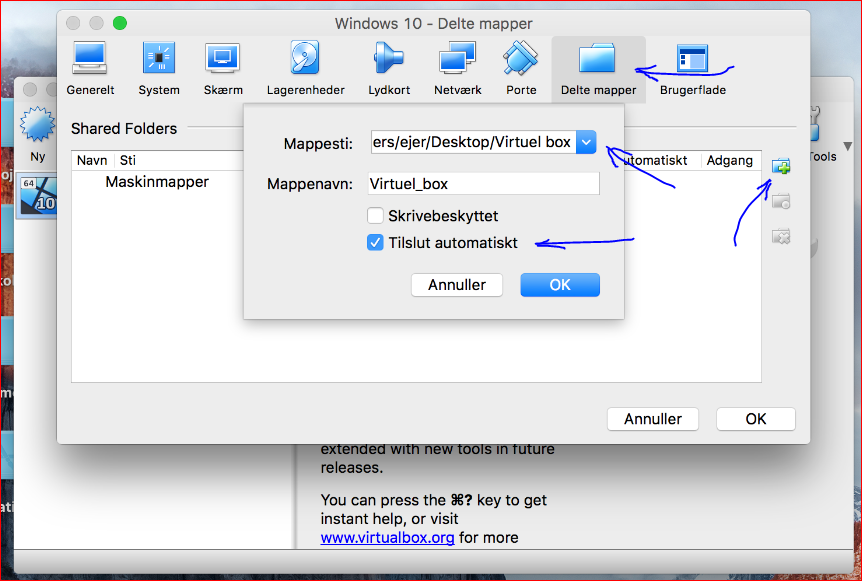 Windows 10 - Delte mapper
Generelt System Skærm Lagerenheder Lydkort Netværk Porte Delte mapper Brugerflade
Shared Folders
Mappesti: ers/ejer/Desktop/Virtuel box
Ny
Tools
Navn Sti
utomatiskt Adgang
Maskinmapper
Mappenavn: Virtuel_box
64
10
Skrivebeskyttet
Tilslut automatiskt
Annuller OK
Annuller OK
extended with new tools in future
releases.
You can press the ⌘? key to get
instant help, or visit
www.virtualbox.org for more